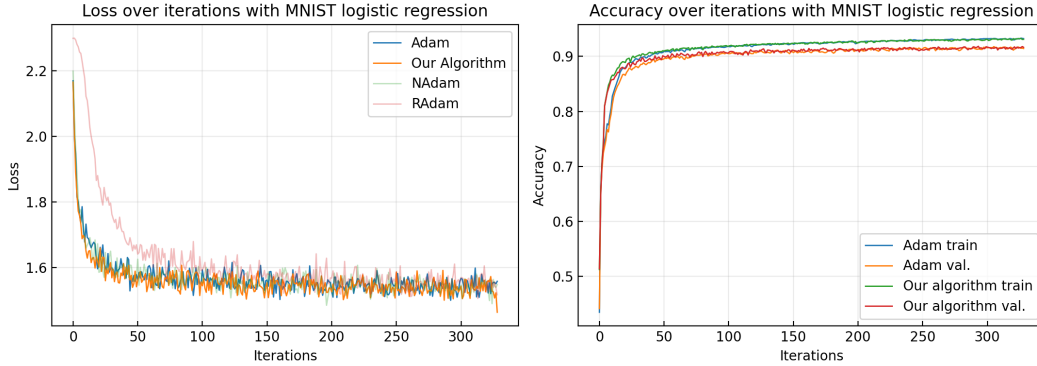 Loss over iterations with MNIST logistic regression
Loss
2.2
2.0
1.8
1.6
Adam
Our Algorithm
NAdam
RAdam
0 50 100 150 200 250 300
Iterations
Accuracy over iterations with MNIST logistic regression
Accuracy
0.9
0.8
0.7
0.6
0.5
Adam train
Adam val.
Our algorithm train
Our algorithm val.
0 50 100 150 200 250 300
Iterations